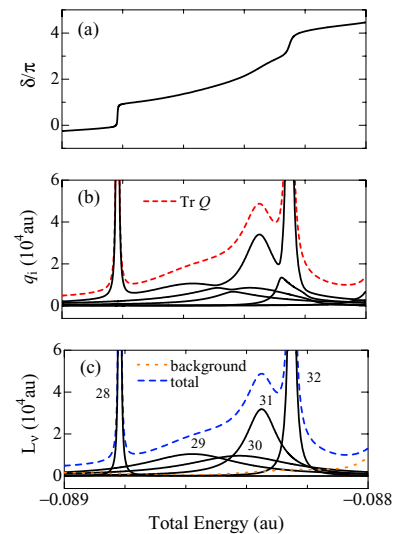 (a)
4
2
0
δ/π
(b)
Tr Q
6
4
2
0
q_i (10^4 au)
(c)
background
total
6
4
2
0
L_ν (10^4 au)
28
29
30
31
32
−0.089
−0.088
Total Energy (au)